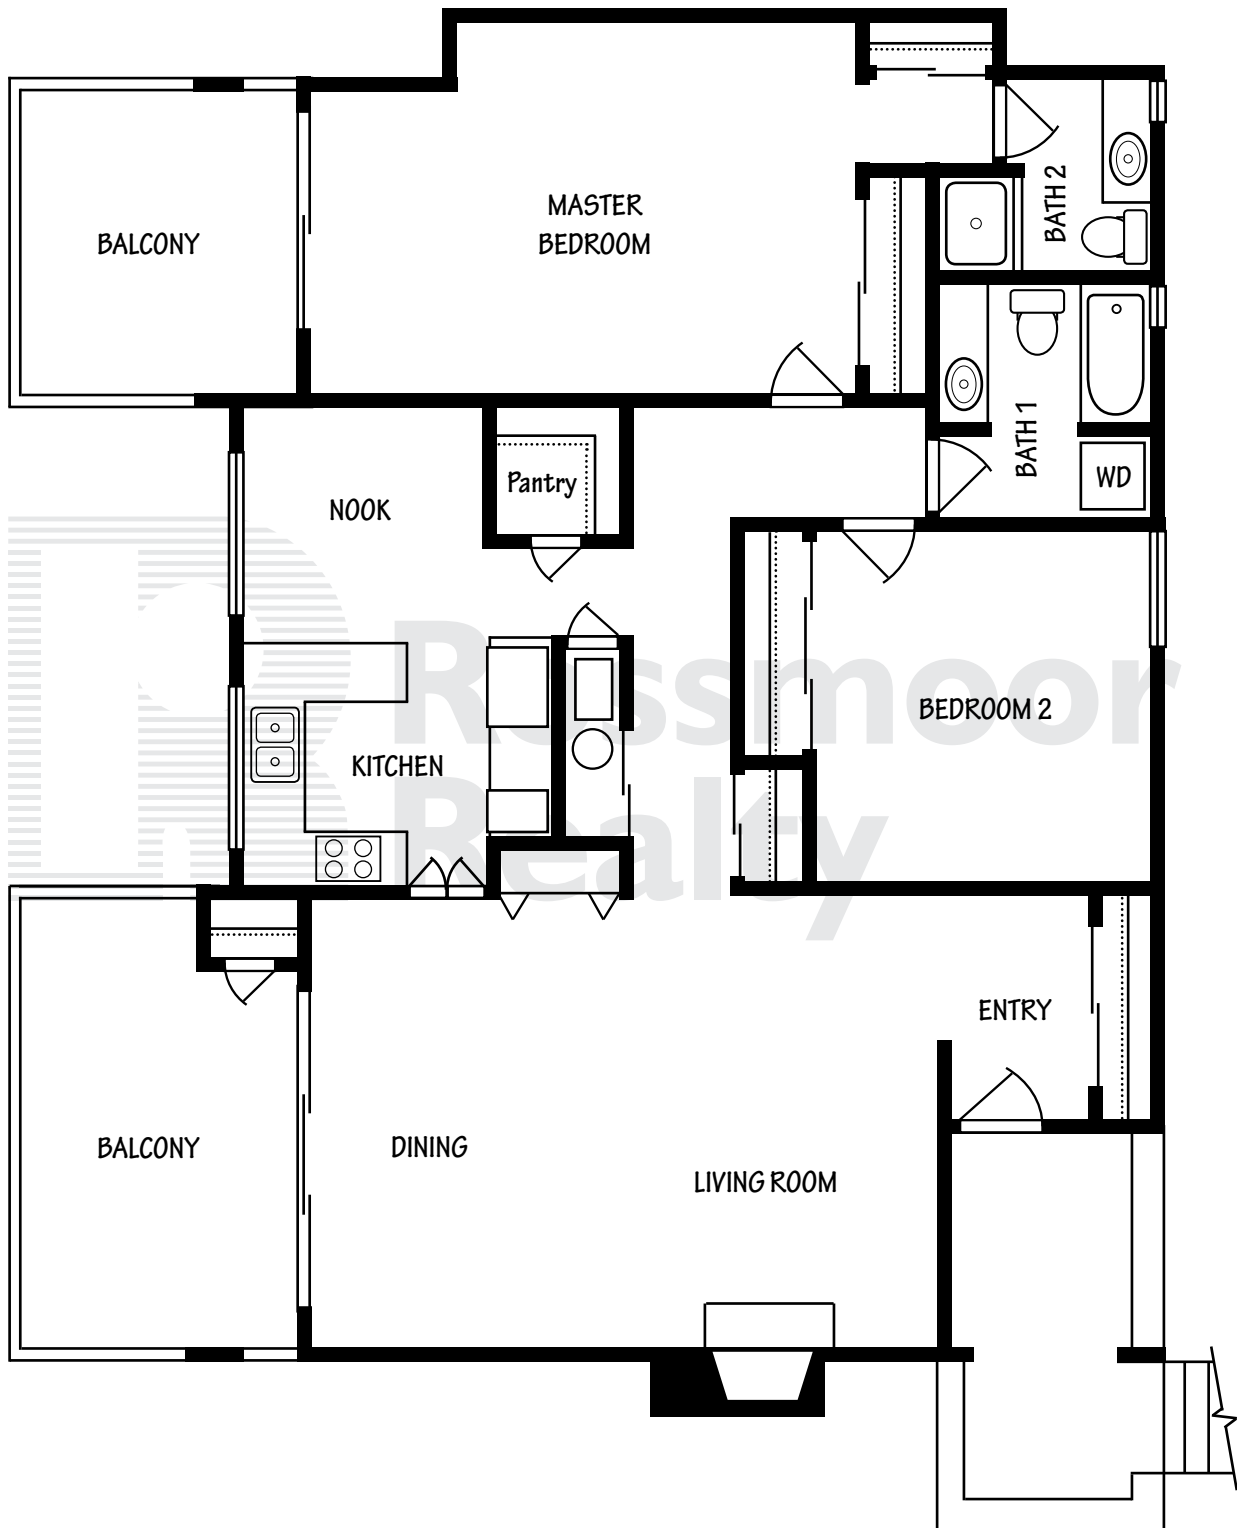 MASTER
BEDROOM
BALCONY
BATH 2
BATH 1
WD
Pantry
NOOK
Rossmoor
Realty
BEDROOM 2
KITCHEN
ENTRY
BALCONY
DINING
LIVING ROOM